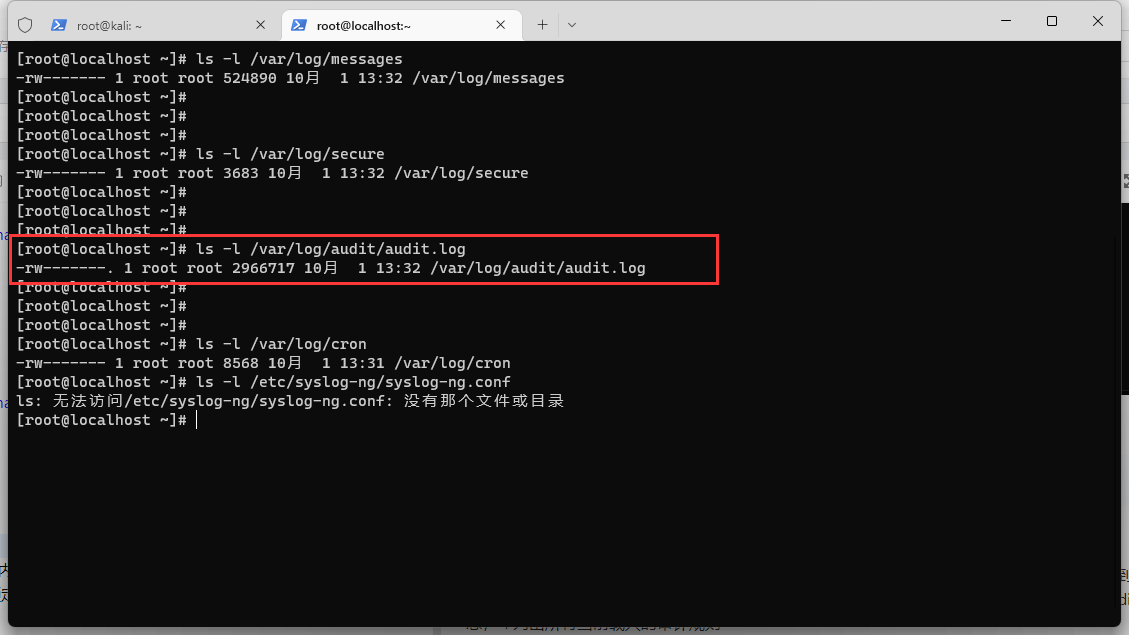 root@kali: ~
root@localhost:~
[root@localhost ~]# ls -l /var/log/messages
-rw------- 1 root root 524890 10月  1 13:32 /var/log/messages
[root@localhost ~]#
[root@localhost ~]#
[root@localhost ~]#
[root@localhost ~]# ls -l /var/log/secure
-rw------- 1 root root 3683 10月  1 13:32 /var/log/secure
[root@localhost ~]#
[root@localhost ~]#
[root@localhost ~]#
[root@localhost ~]# ls -l /var/log/audit/audit.log
-rw-------. 1 root root 2966717 10月  1 13:32 /var/log/audit/audit.log
[root@localhost ~]#
[root@localhost ~]#
[root@localhost ~]#
[root@localhost ~]# ls -l /var/log/cron
-rw------- 1 root root 8568 10月  1 13:31 /var/log/cron
[root@localhost ~]# ls -l /etc/syslog-ng/syslog-ng.conf
ls: 无法访问/etc/syslog-ng/syslog-ng.conf: 没有那个文件或目录
[root@localhost ~]#